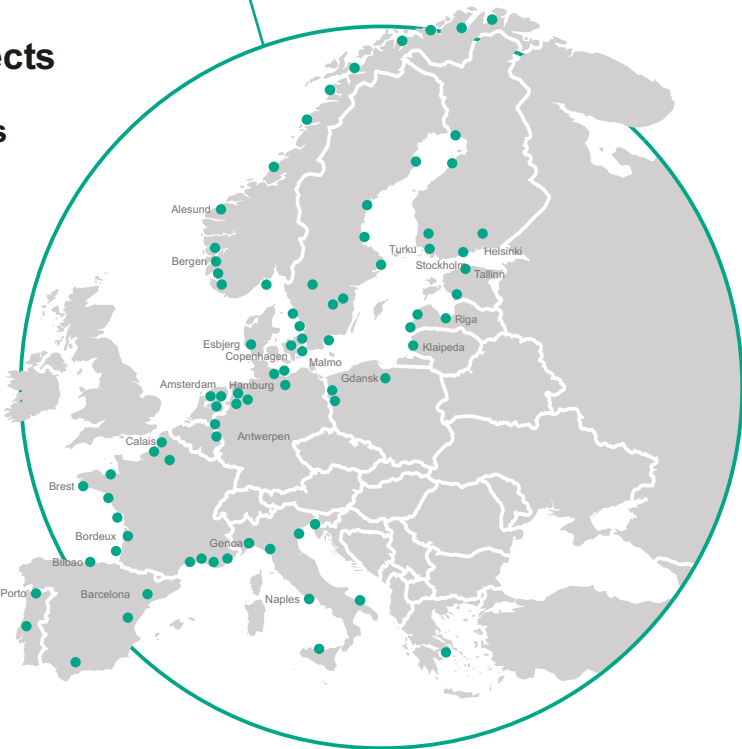 ects
s
Alesund
Bergen
Turku
Helsinki
Stockholm
Tallinn
Riga
Esbjerg
Copenhagen
Klaipeda
Malmo
Gdansk
Amsterdam
Hamburg
Antwerpen
Calais
Brest
Bordeux
Genoa
Bilbao
Porto
Barcelona
Naples